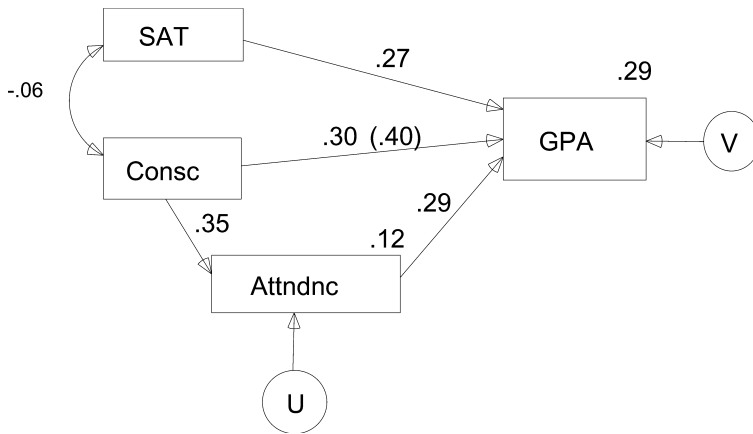 SAT
.27
.29
-.06
.30 (.40)
GPA
V
Consc
.29
.35
.12
Attndnc
U